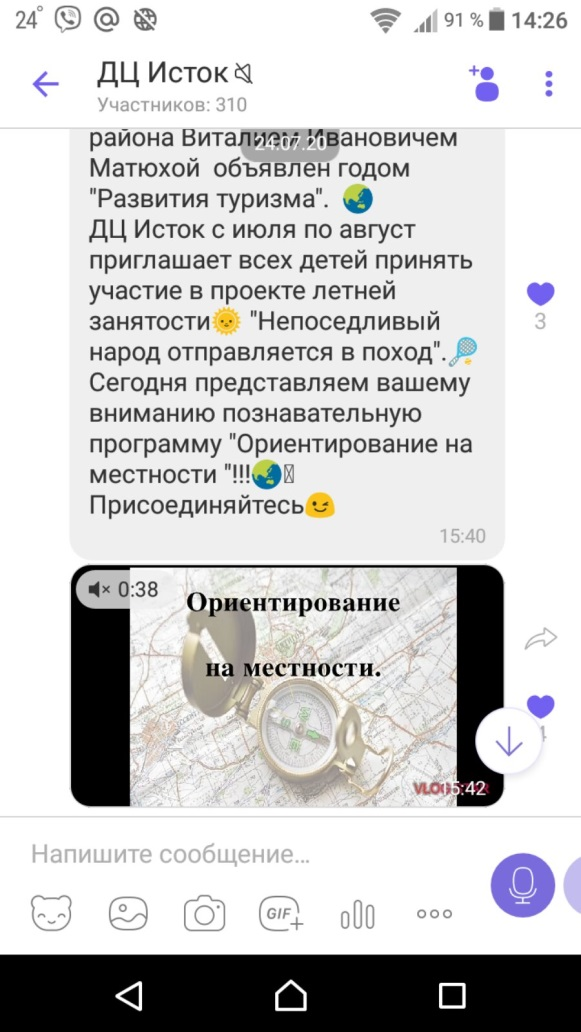 24°
91 %
14:26
ДЦ Исток
Участников: 310
24.07.20
района Виталием Ивановичем
Матюхой объявлен годом
"Развития туризма". 🌏
ДЦ Исток с июля по август
приглашает всех детей принять
участие в проекте летней
занятости🌞 "Непоседливый
народ отправляется в поход".🏸
Сегодня представляем вашему
вниманию познавательную
программу "Ориентирование на
местности "!!!🌏
Присоединяйтесь😉
15:40
3
0:38
Ориентирование
на местности.
15:42
4
Напишите сообщение...
GIF